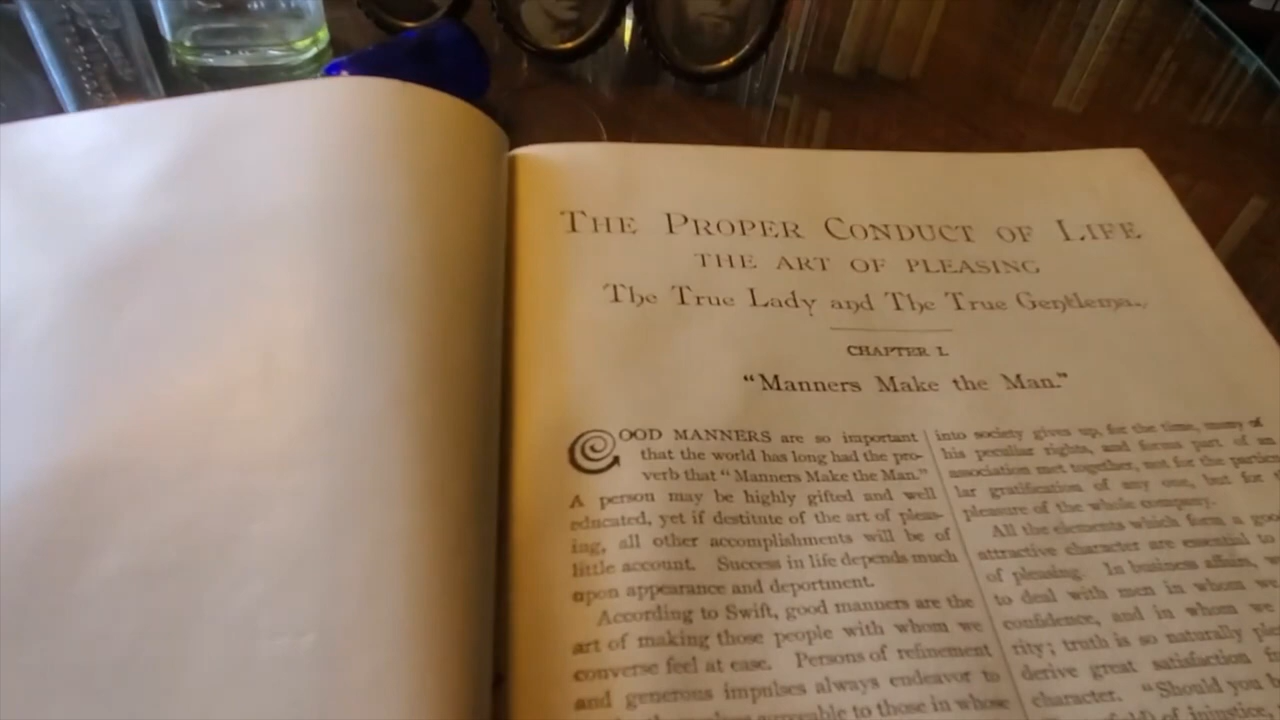 THE PROPER CONDUCT OF LIFE
THE ART OF PLEASING
The True Lady and The True Gentleman
CHAPTER I.
"Manners Make the Man."
GOOD MANNERS are so important
that the world has long had the pro-
verb that "Manners Make the Man."
A person may be highly gifted and well
educated, yet if destitute of the art of pleas-
ing, all other accomplishments will be of
little account. Success in life depends much
upon appearance and deportment.
According to Swift, good manners are the
art of making those people with whom we
converse feel at ease. Persons of refinement
and generous impulses always endeavor to
agreeable to those in whose
into society gives up, for the time, many of
his peculiar rights, and forms part of an
association met together, not for the particu
lar gratification of any one, but for
pleasure of the whole company.
All the elements which form a
attractive character are essential to
of pleasing. In business affairs,
to deal with men in whom we
confidence, and in whom we
rity; truth is so naturally
derive great satisfaction
character. "Should you
of injustice,